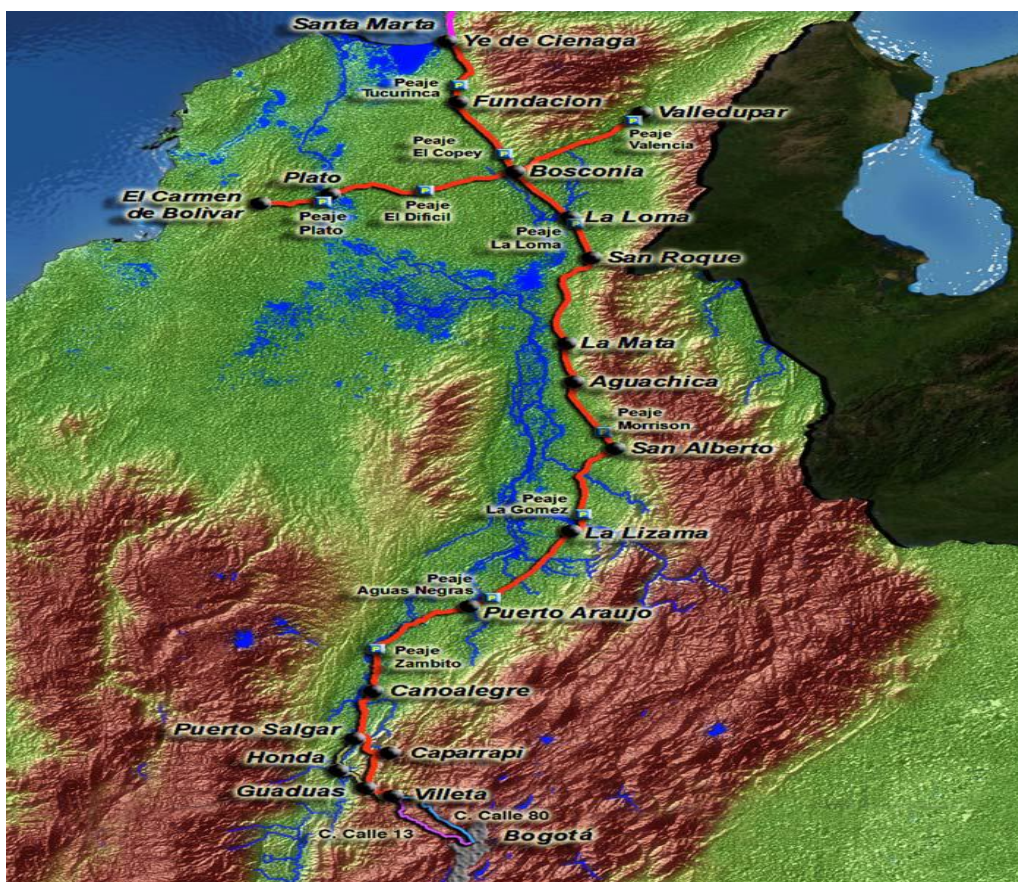 Santa Marta
Ye de Cienaga
Peaje
Tucurinca
Fundacion
Valledupar
Peaje
Valencia
Peaje
El Copey
Bosconia
Plato
El Carmen
de Bolivar
Peaje
Plato
Peaje
El Dificil
La Loma
Peaje
La Loma
San Roque
La Mata
Aguachica
Peaje
Morrison
San Alberto
Peaje
La Gomez
La Lizama
Peaje
Aguas Negras
Puerto Araujo
Peaje
Zambito
Canoalegre
Puerto Salgar
Caparrapi
Honda
Guaduas
Villeta
C. Calle 80
C. Calle 13
Bogotá